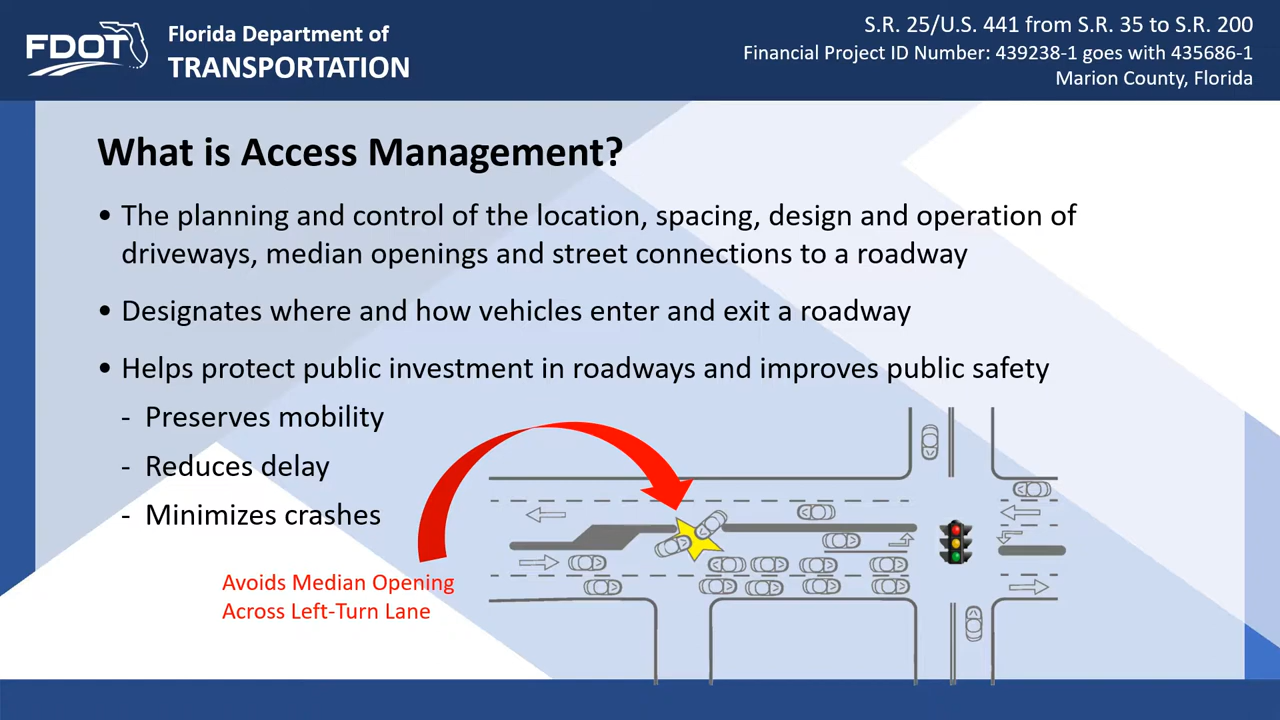 FDOT
Florida Department of
TRANSPORTATION
S.R. 25/U.S. 441 from S.R. 35 to S.R. 200
Financial Project ID Number: 439238-1 goes with 435686-1
Marion County, Florida
What is Access Management?
• The planning and control of the location, spacing, design and operation of
driveways, median openings and street connections to a roadway
• Designates where and how vehicles enter and exit a roadway
• Helps protect public investment in roadways and improves public safety
- Preserves mobility
- Reduces delay
- Minimizes crashes
Avoids Median Opening
Across Left-Turn Lane